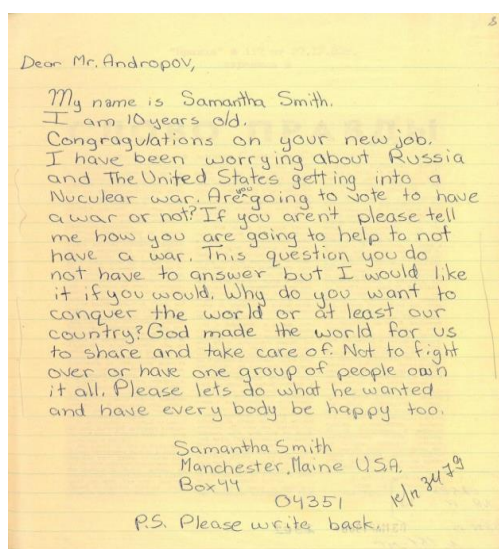 Dear Mr. Andropov,
My name is Samantha Smith.
I am 10 years old.
Congragulations on your new job.
I have been worrying about Russia
and The United States getting into a
Nuculear war. Are you going to vote to have
a war or not? If you aren't please tell
me how you are going to help to not
have a war. This question you do
not have to answer but I would like
it if you would. Why do you want to
conquer the world or at least our
country? God made the world for us
to share and take care of. Not to fight
over or have one group of people own
it all. Please lets do what he wanted
and have every body be happy too.
Samantha Smith
Manchester, Maine U.S.A.
Box 44
04351
P.S. Please write back.